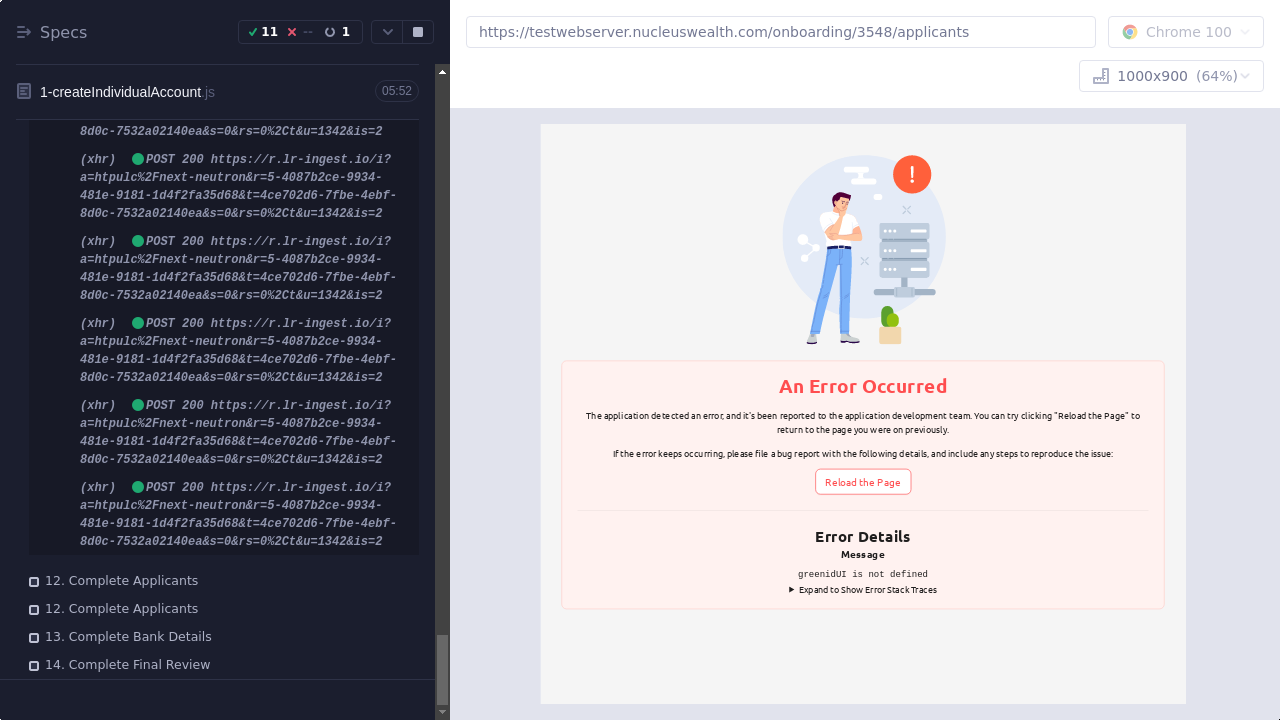 Specs
11
--
1
1-createIndividualAccount.js
05:52
8d0c-7532a02140ea&s=0&rs=0%2Ct&u=1342&is=2
(xhr) POST 200 https://r.lr-ingest.io/i?
a=htpulc%2Fnext-neutron&r=5-4087b2ce-9934-
481e-9181-1d4f2fa35d68&t=4ce702d6-7fbe-4ebf-
8d0c-7532a02140ea&s=0&rs=0%2Ct&u=1342&is=2
(xhr) POST 200 https://r.lr-ingest.io/i?
a=htpulc%2Fnext-neutron&r=5-4087b2ce-9934-
481e-9181-1d4f2fa35d68&t=4ce702d6-7fbe-4ebf-
8d0c-7532a02140ea&s=0&rs=0%2Ct&u=1342&is=2
(xhr) POST 200 https://r.lr-ingest.io/i?
a=htpulc%2Fnext-neutron&r=5-4087b2ce-9934-
481e-9181-1d4f2fa35d68&t=4ce702d6-7fbe-4ebf-
8d0c-7532a02140ea&s=0&rs=0%2Ct&u=1342&is=2
(xhr) POST 200 https://r.lr-ingest.io/i?
a=htpulc%2Fnext-neutron&r=5-4087b2ce-9934-
481e-9181-1d4f2fa35d68&t=4ce702d6-7fbe-4ebf-
8d0c-7532a02140ea&s=0&rs=0%2Ct&u=1342&is=2
(xhr) POST 200 https://r.lr-ingest.io/i?
a=htpulc%2Fnext-neutron&r=5-4087b2ce-9934-
481e-9181-1d4f2fa35d68&t=4ce702d6-7fbe-4ebf-
8d0c-7532a02140ea&s=0&rs=0%2Ct&u=1342&is=2
12. Complete Applicants
12. Complete Applicants
13. Complete Bank Details
14. Complete Final Review
https://testwebserver.nucleuswealth.com/onboarding/3548/applicants
Chrome 100
1000x900 (64%)
!
An Error Occurred
The application detected an error, and it's been reported to the application development team. You can try clicking "Reload the Page" to
return to the page you were on previously.
If the error keeps occurring, please file a bug report with the following details, and include any steps to reproduce the issue:
Reload the Page
Error Details
Message
greenidUI is not defined
Expand to Show Error Stack Traces